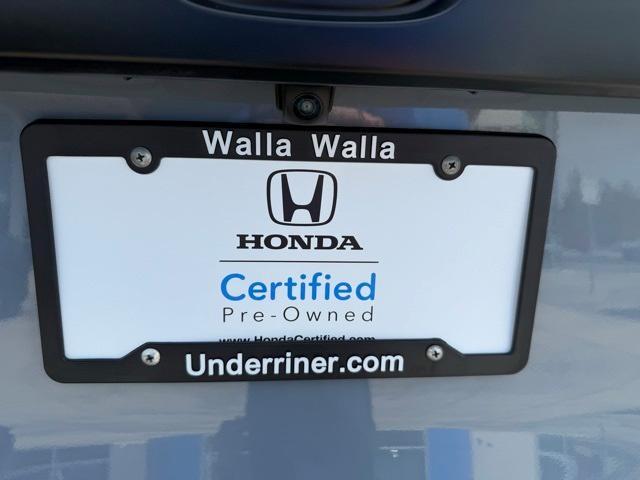 Walla Walla
HONDA
Certified
Pre-Owned
www.HondaCertified.com
Underriner.com